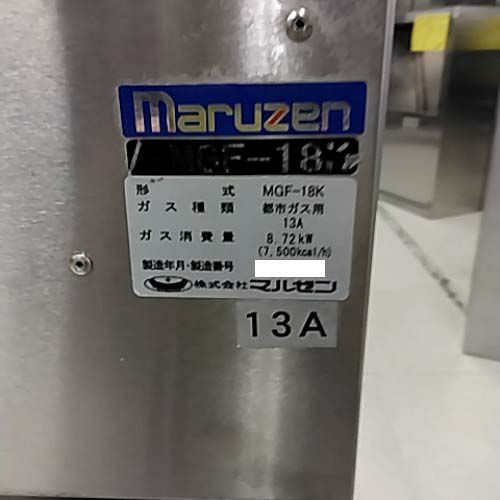 maruzen
MGF-18K
形 式 MGF-18K
ガス種類 都市ガス用
13A
ガス消費量 8.72kW
(7,500kcal/h)
製造年月・製造番号
株式会社マルゼン
13A